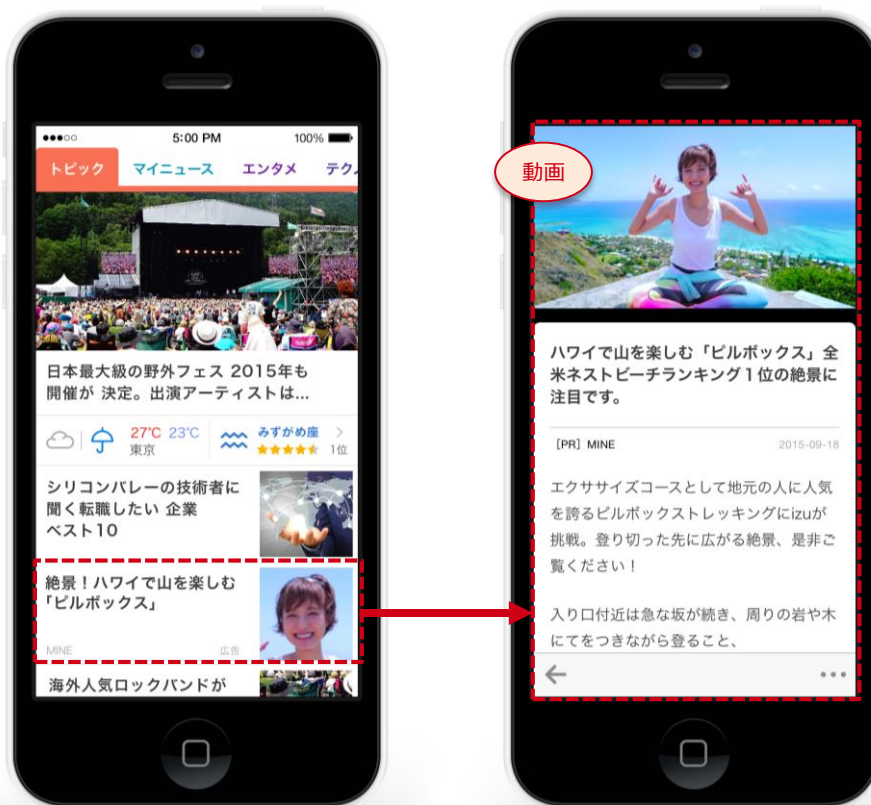 5:00 PM
100%
トピック マイニュース エンタメ テク
日本最大級の野外フェス 2015年も
開催が 決定。出演アーティストは...
27℃ 23℃
東京
みずがめ座
1位
シリコンバレーの技術者に
聞く転職したい 企業
ベスト10
絶景！ハワイで山を楽しむ
「ピルボックス」
MINE 広告
海外人気ロックバンドが
動画
ハワイで山を楽しむ「ピルボックス」全
米ネストビーチランキング1位の絶景に
注目です。
［PR］MINE 2015-09-18
エクササイズコースとして地元の人に人気
を誇るピルボックストレッキングにizuが
挑戦。登り切った先に広がる絶景、是非ご
覧ください！
入り口付近は急な坂が続き、周りの岩や木
にてをつきながら登ること、